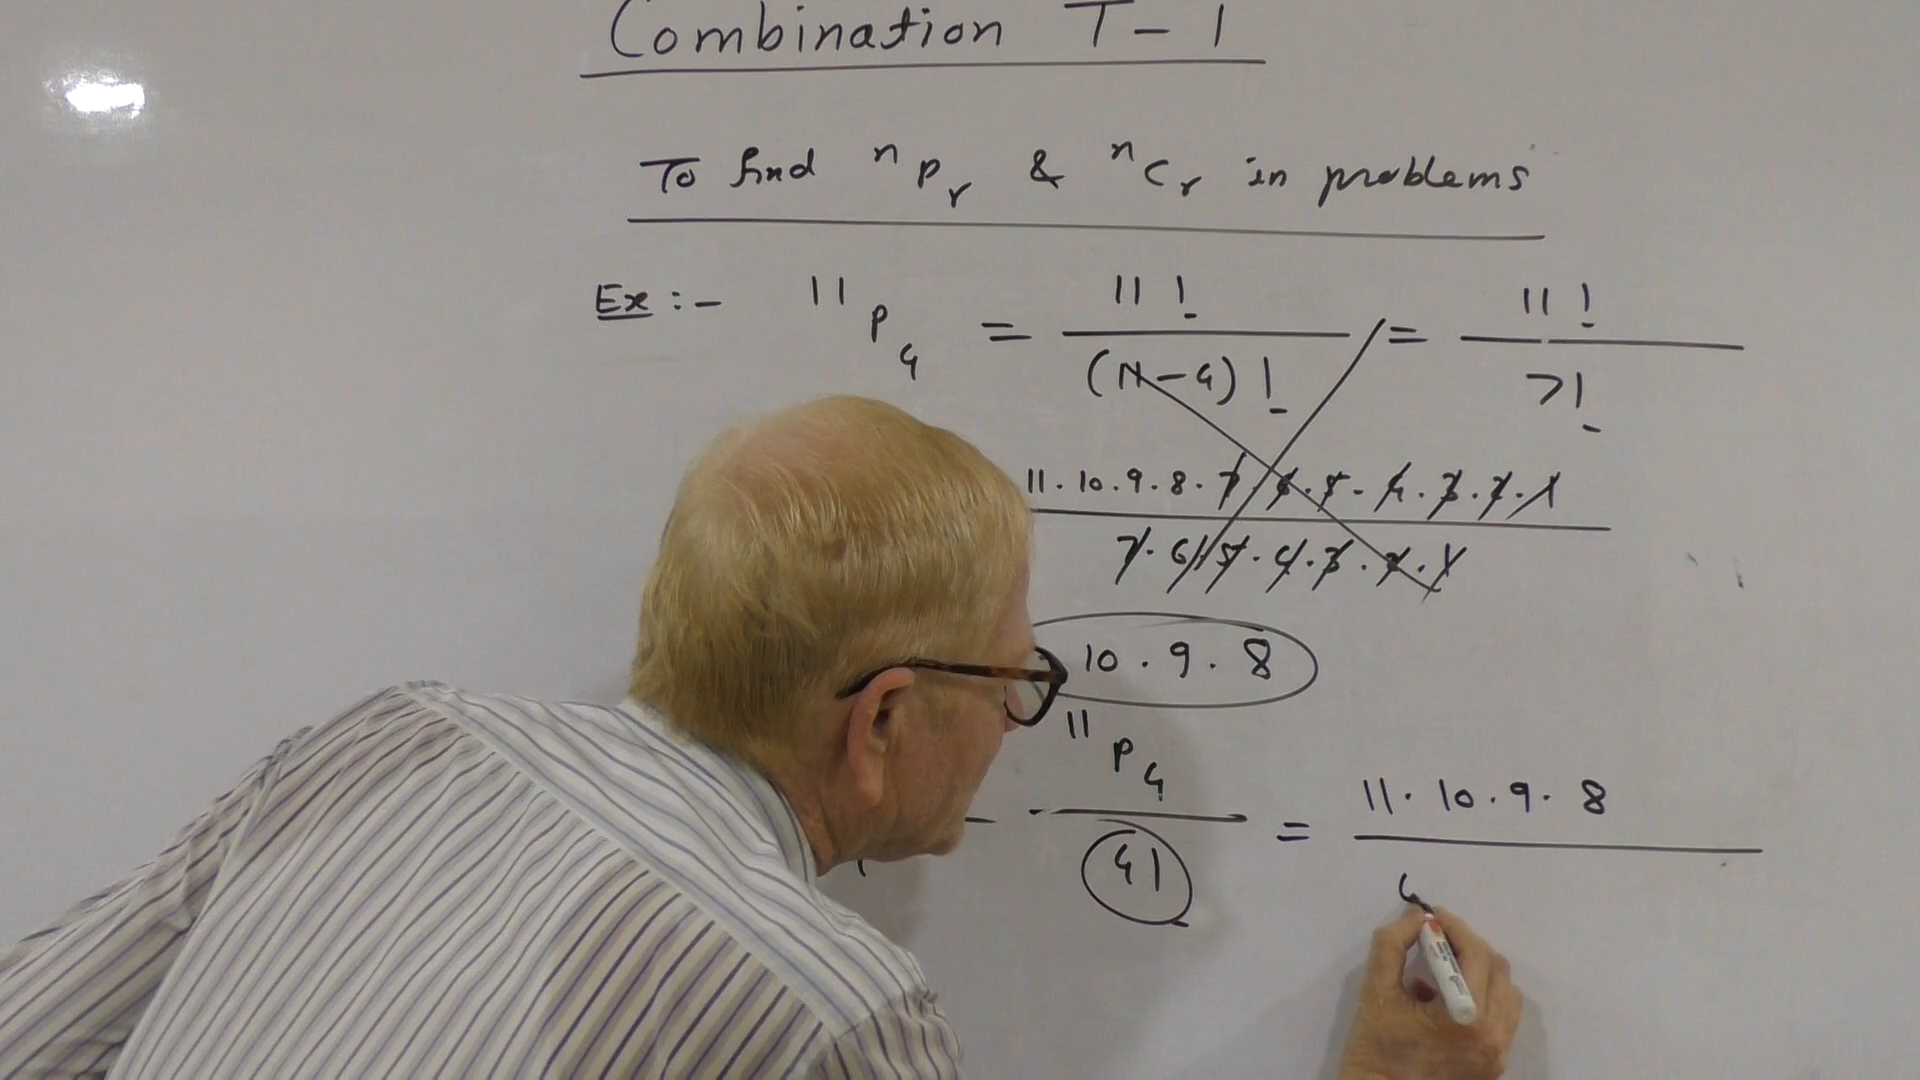 Combination T-1
To find nPr & nCr in problems
Ex :- 11P4 = 11! / (11-4)! = 11! / 7!
11.10.9.8.7.6.5.4.3.2.1
7.6.5.4.3.2.1
10.9.8
11P4 / 4! = 11.10.9.8